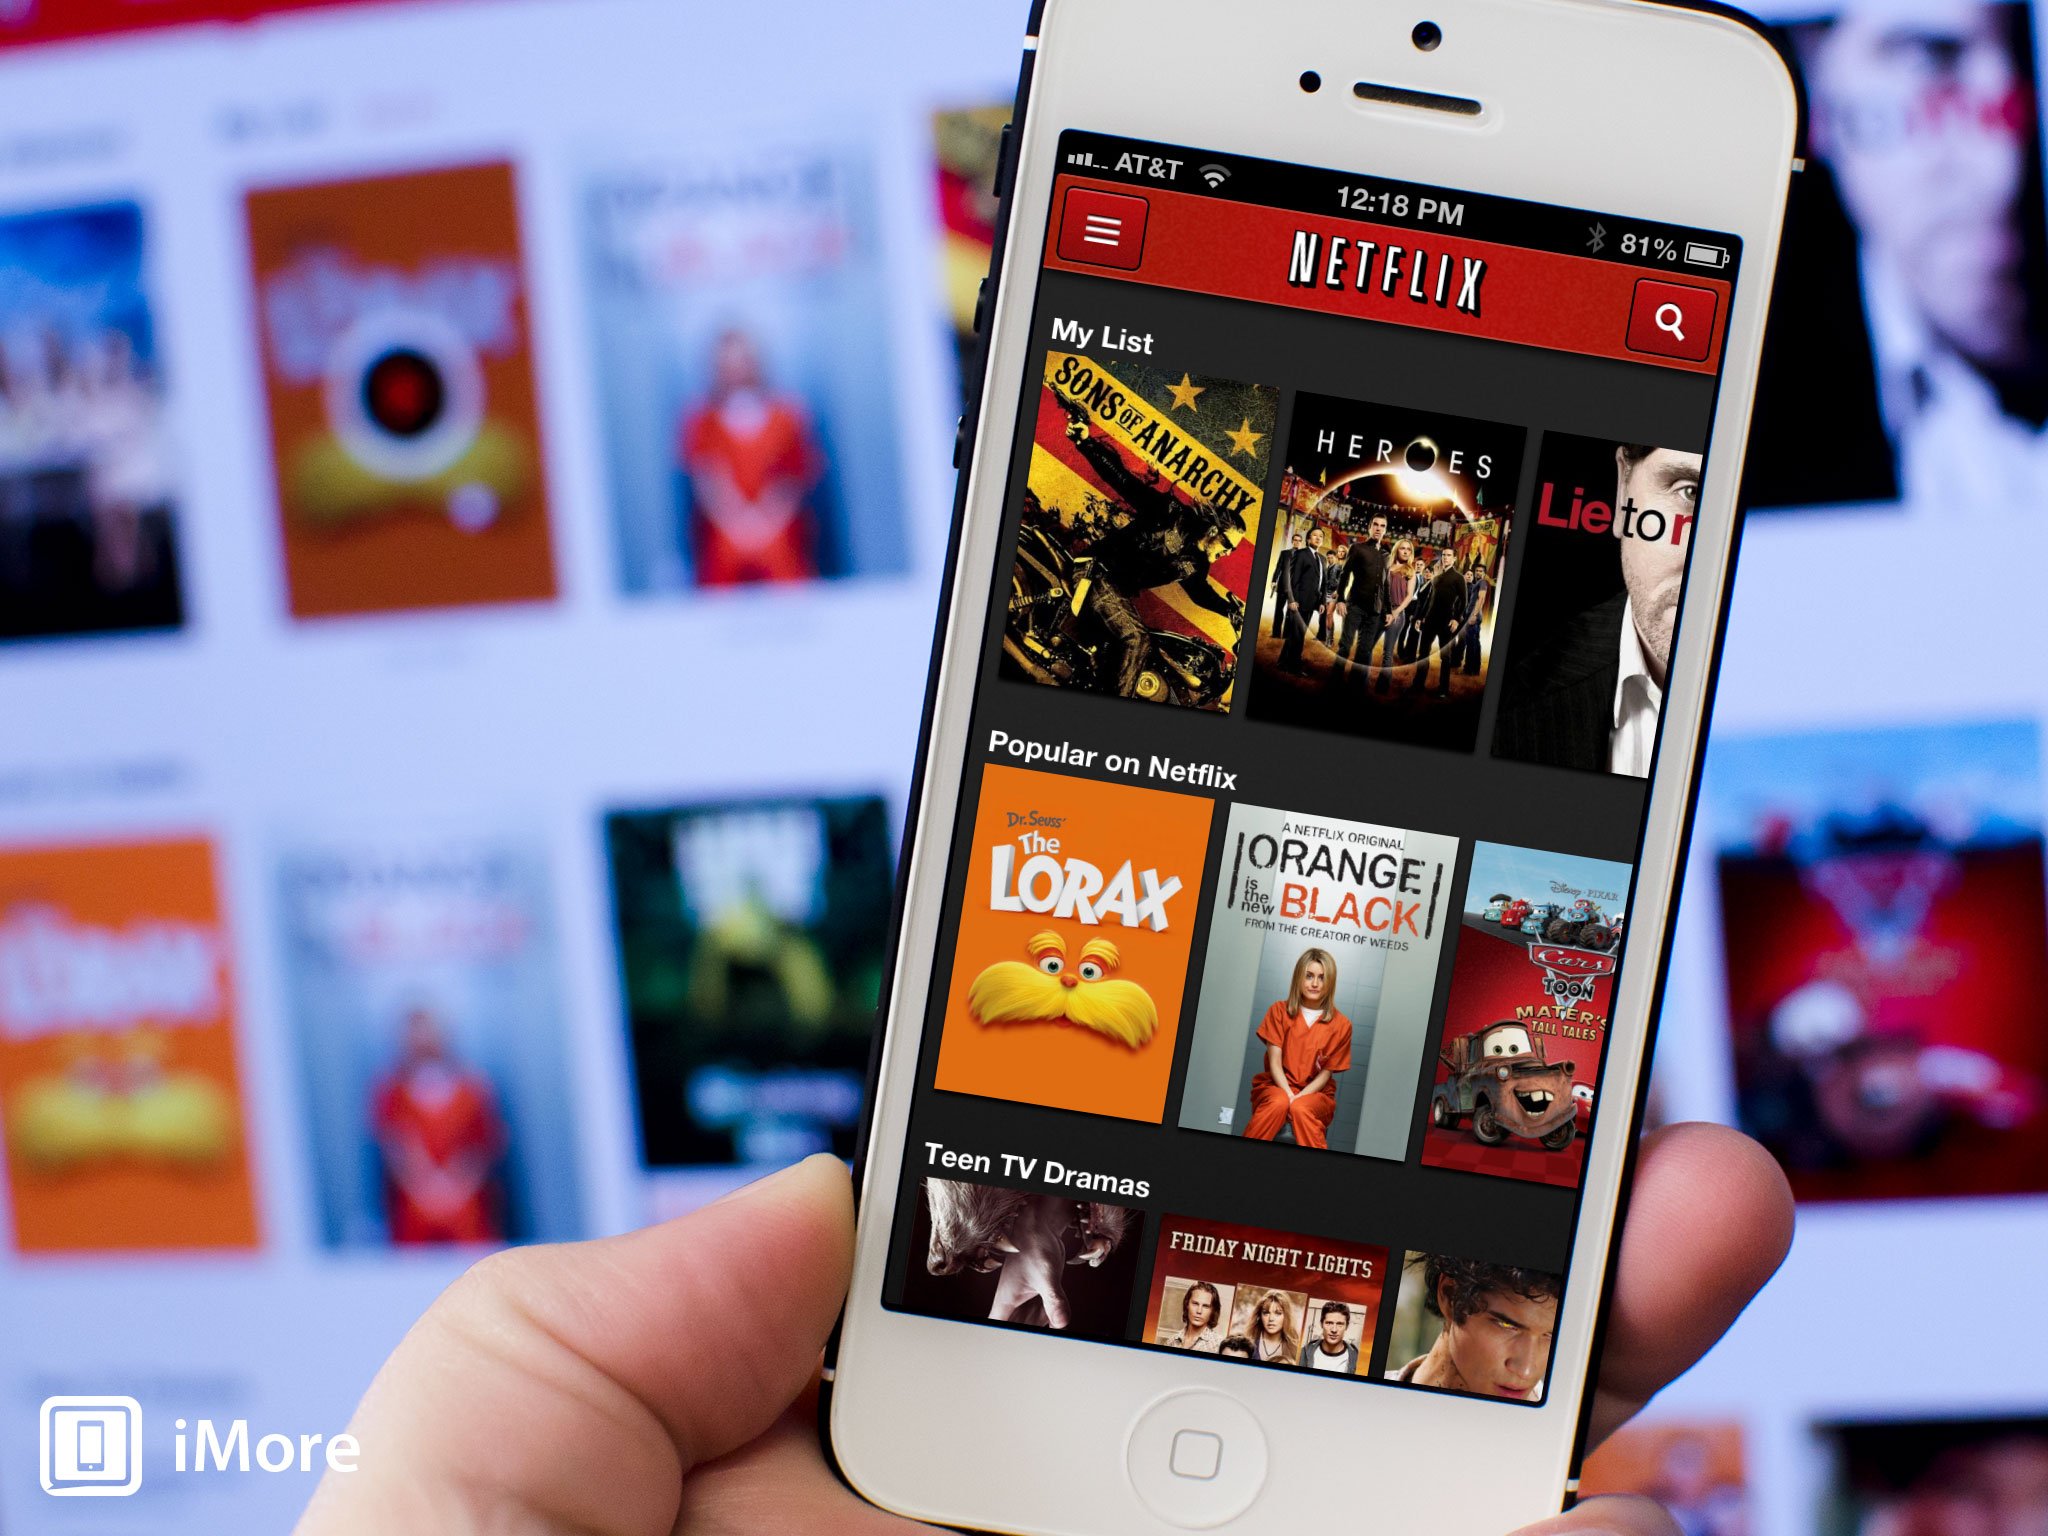 AT&T 12:18 PM 81%
NETFLIX
My List
SONS OF ANARCHY
HEROES
Lie to
Popular on Netflix
Dr. Seuss'
The
LORAX
A NETFLIX ORIGINAL
ORANGE
is the new BLACK
FROM THE CREATOR OF WEEDS
Disney · PIXAR
Cars
TOON
MATER'S
TALL TALES
Teen TV Dramas
FRIDAY NIGHT LIGHTS
iMore